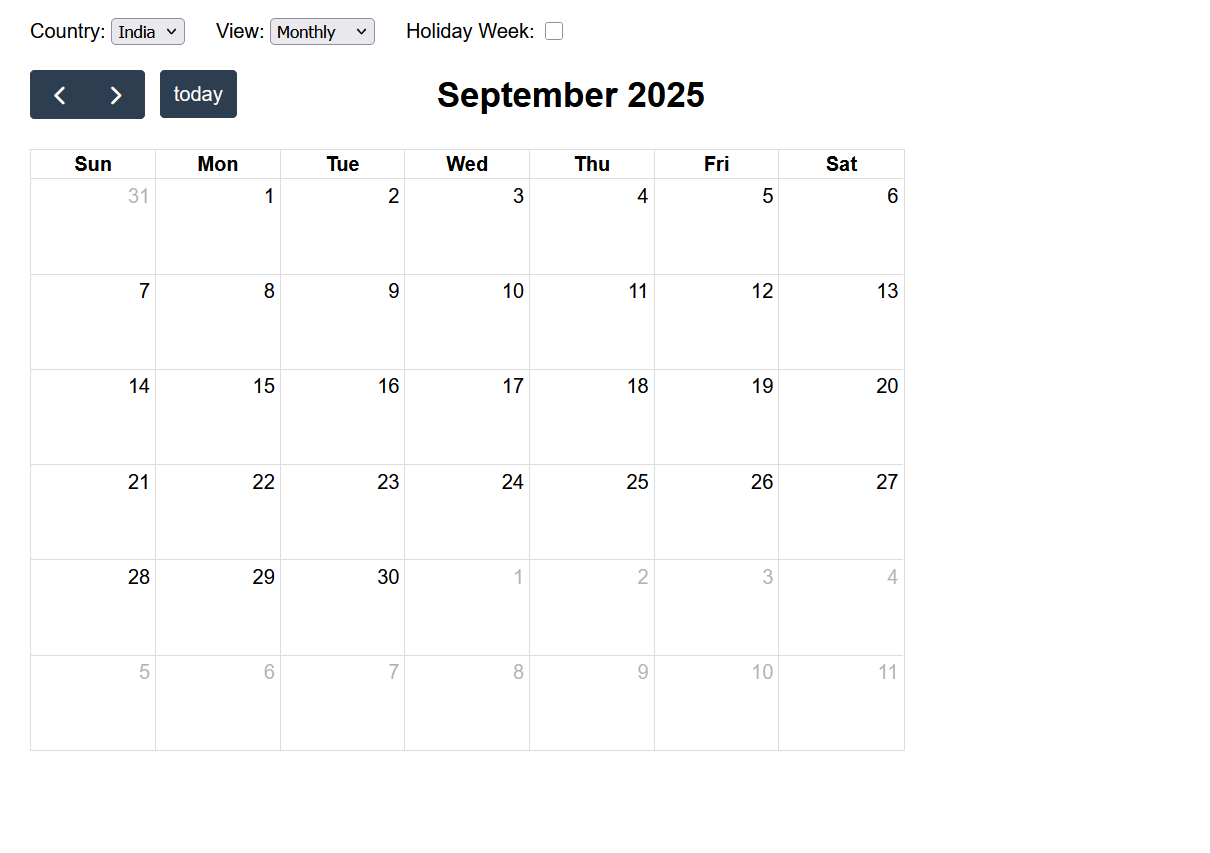 Country: India View: Monthly Holiday Week:
today September 2025
Sun Mon Tue Wed Thu Fri Sat
31 1 2 3 4 5 6
7 8 9 10 11 12 13
14 15 16 17 18 19 20
21 22 23 24 25 26 27
28 29 30 1 2 3 4
5 6 7 8 9 10 11